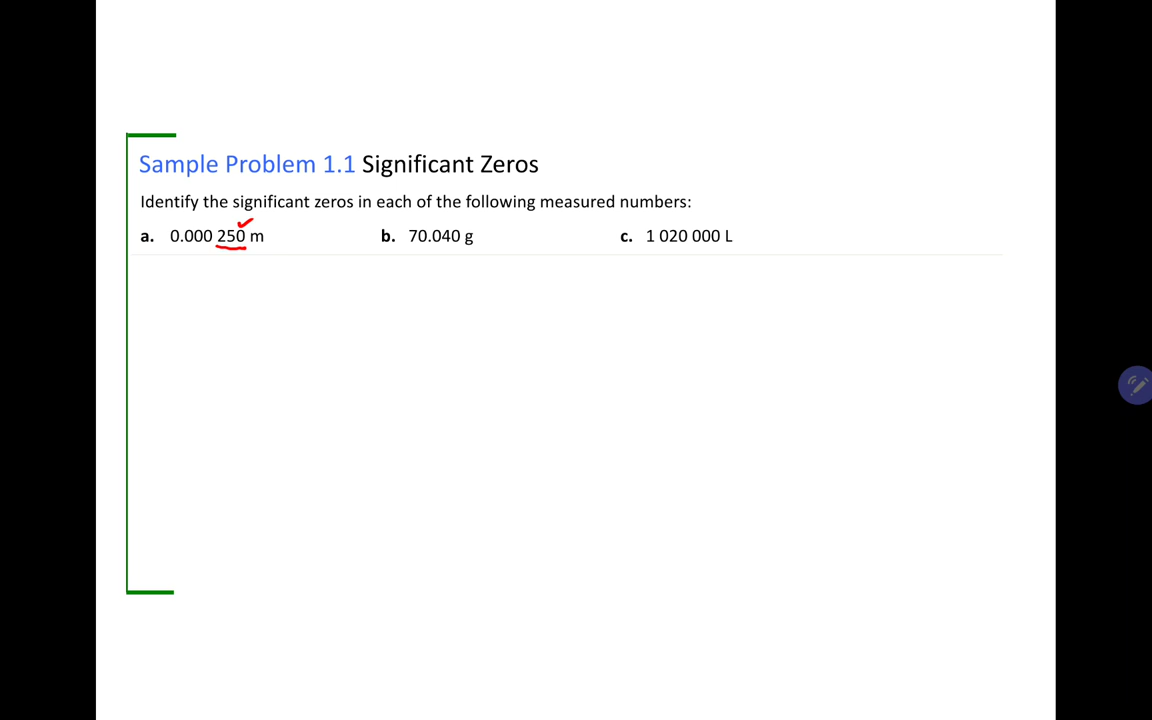 Sample Problem 1.1 Significant Zeros
Identify the significant zeros in each of the following measured numbers:
a. 0.000 250 m b. 70.040 g c. 1 020 000 L